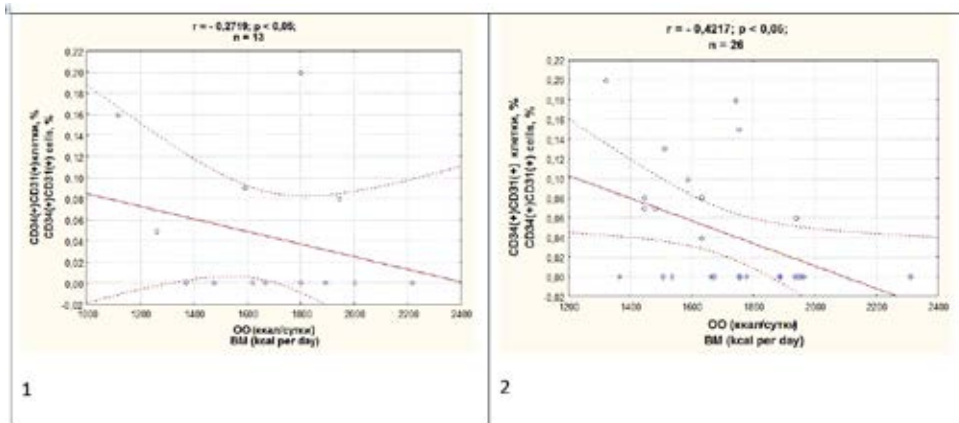 r = - 0,2719; p < 0,05;
n = 13
CD34(+)CD31(+)клетки, %
CD34(+)CD31(+) cells, %
0,22
0,20
0,18
0,16
0,14
0,12
0,10
0,08
0,06
0,04
0,02
0,00
-0,02
1000 1200 1400 1600 1800 2000 2200 2400
ОО (ккал/сутки)
BM (kcal per day)
1
r = - 0,4217; p < 0,05;
n = 26
CD34(+)CD31(+) клетки, %
CD34(+)CD31(+) cells, %
0,22
0,20
0,18
0,16
0,14
0,12
0,10
0,08
0,06
0,04
0,02
0,00
-0,02
1200 1400 1600 1800 2000 2200 2400
ОО (ккал/сутки)
BM (kcal per day)
2